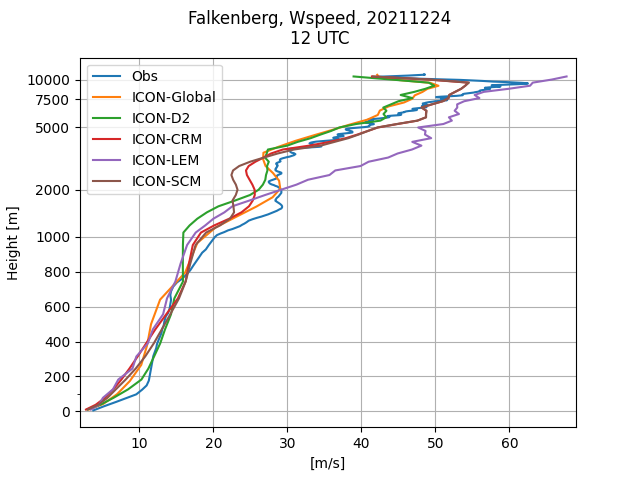 Falkenberg, Wspeed, 20211224
12 UTC
Obs
ICON-Global
ICON-D2
ICON-CRM
ICON-LEM
ICON-SCM
10000
7500
5000
2000
1000
800
600
400
200
0
Height [m]
10 20 30 40 50 60
[m/s]